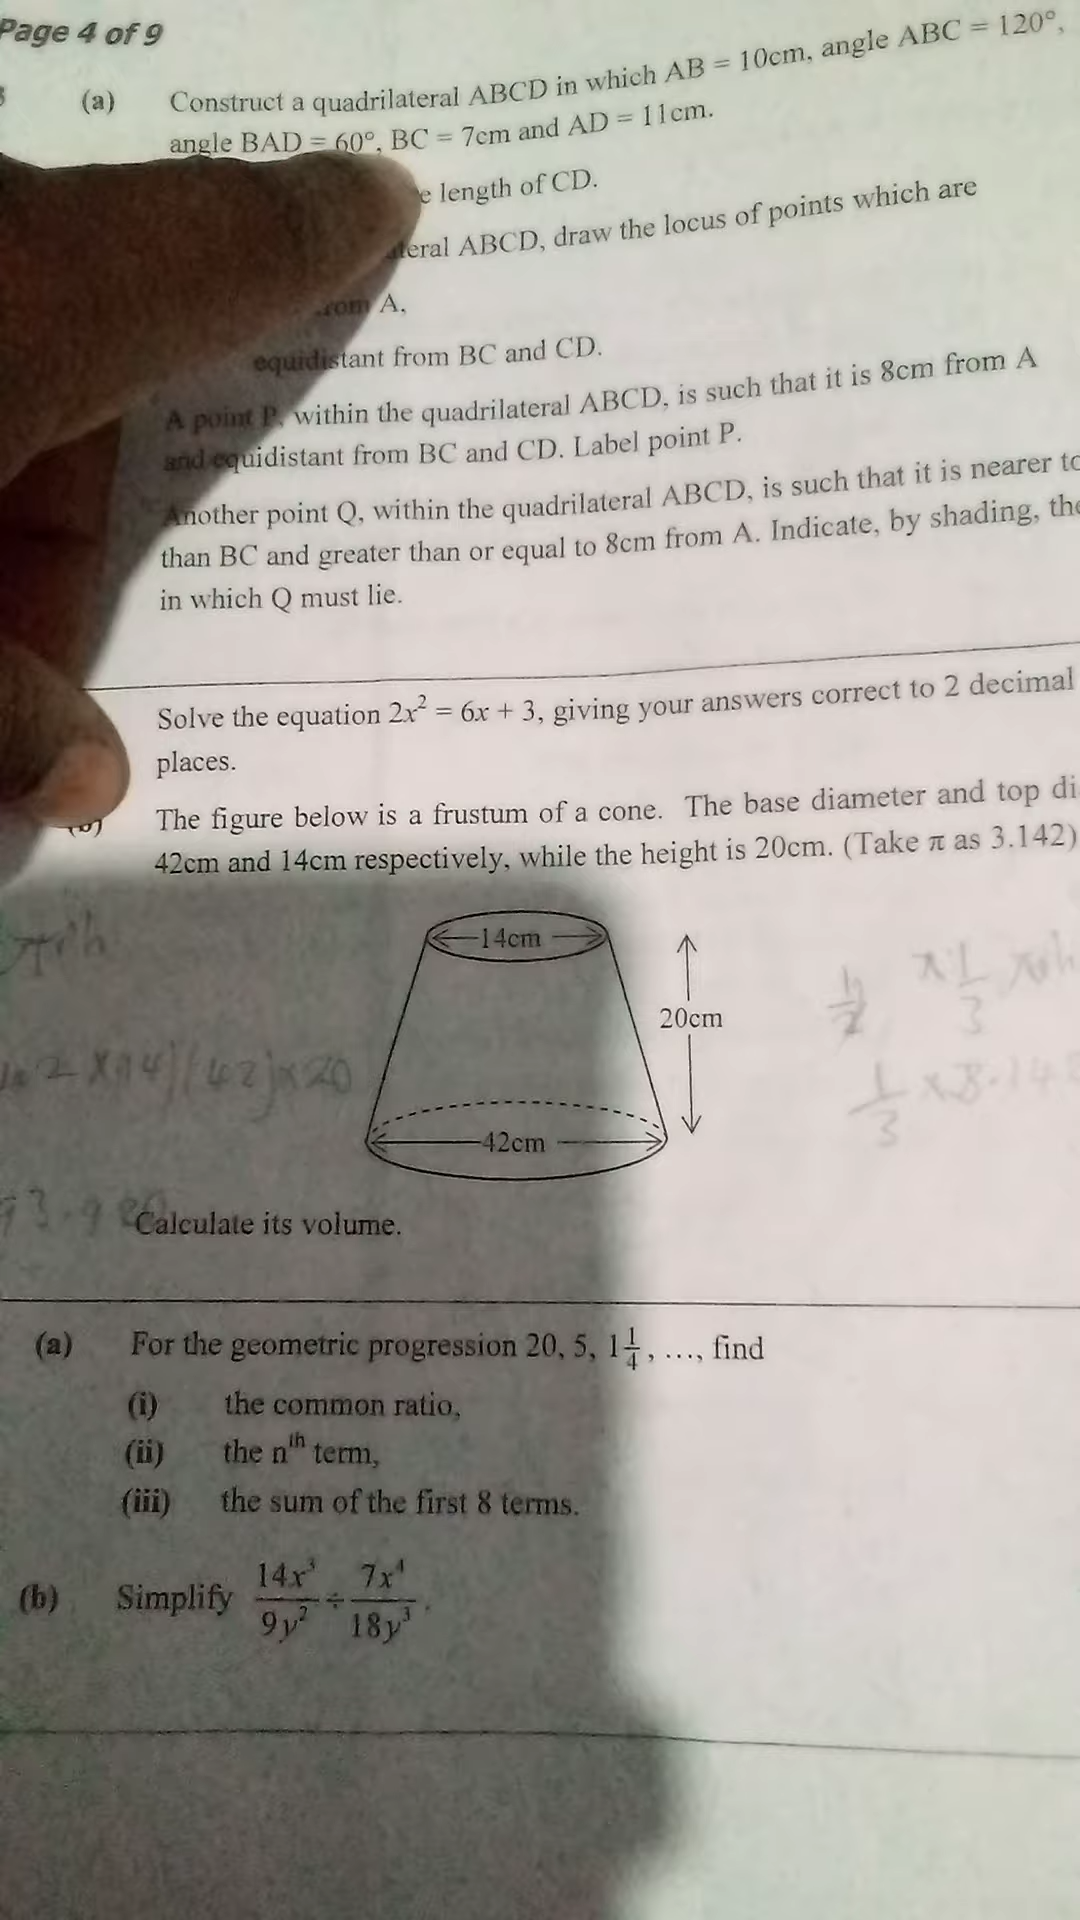 Page 4 of 9
(a) Construct a quadrilateral ABCD in which AB = 10cm, angle ABC = 120°,
angle BAD = 60°, BC = 7cm and AD = 11cm.
length of CD.
ABCD, draw the locus of points which are
A,
equidistant from BC and CD.
A point P, within the quadrilateral ABCD, is such that it is 8cm from A
and equidistant from BC and CD. Label point P.
Another point Q, within the quadrilateral ABCD, is such that it is nearer to
than BC and greater than or equal to 8cm from A. Indicate, by shading, the
in which Q must lie.
Solve the equation 2x² = 6x + 3, giving your answers correct to 2 decimal
places.
(b) The figure below is a frustum of a cone. The base diameter and top
42cm and 14cm respectively, while the height is 20cm. (Take π as 3.142)
14cm
20cm
42cm
Calculate its volume.
(a) For the geometric progression 20, 5, 1 1/4, ..., find
(i) the common ratio,
(ii) the nᵗʰ term,
(iii) the sum of the first 8 terms.
(b) Simplify 14x³/9y² ÷ 7x⁴/18y³.